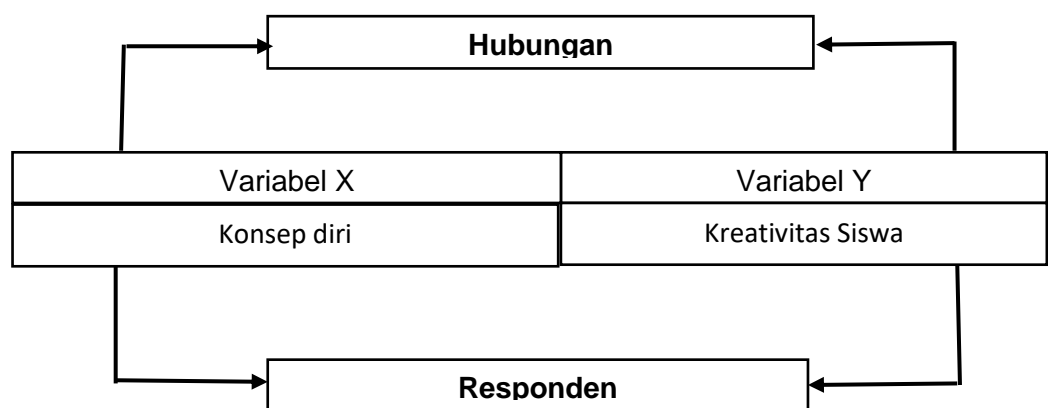 Hubungan
Variabel X Variabel Y
Konsep diri Kreativitas Siswa
Responden